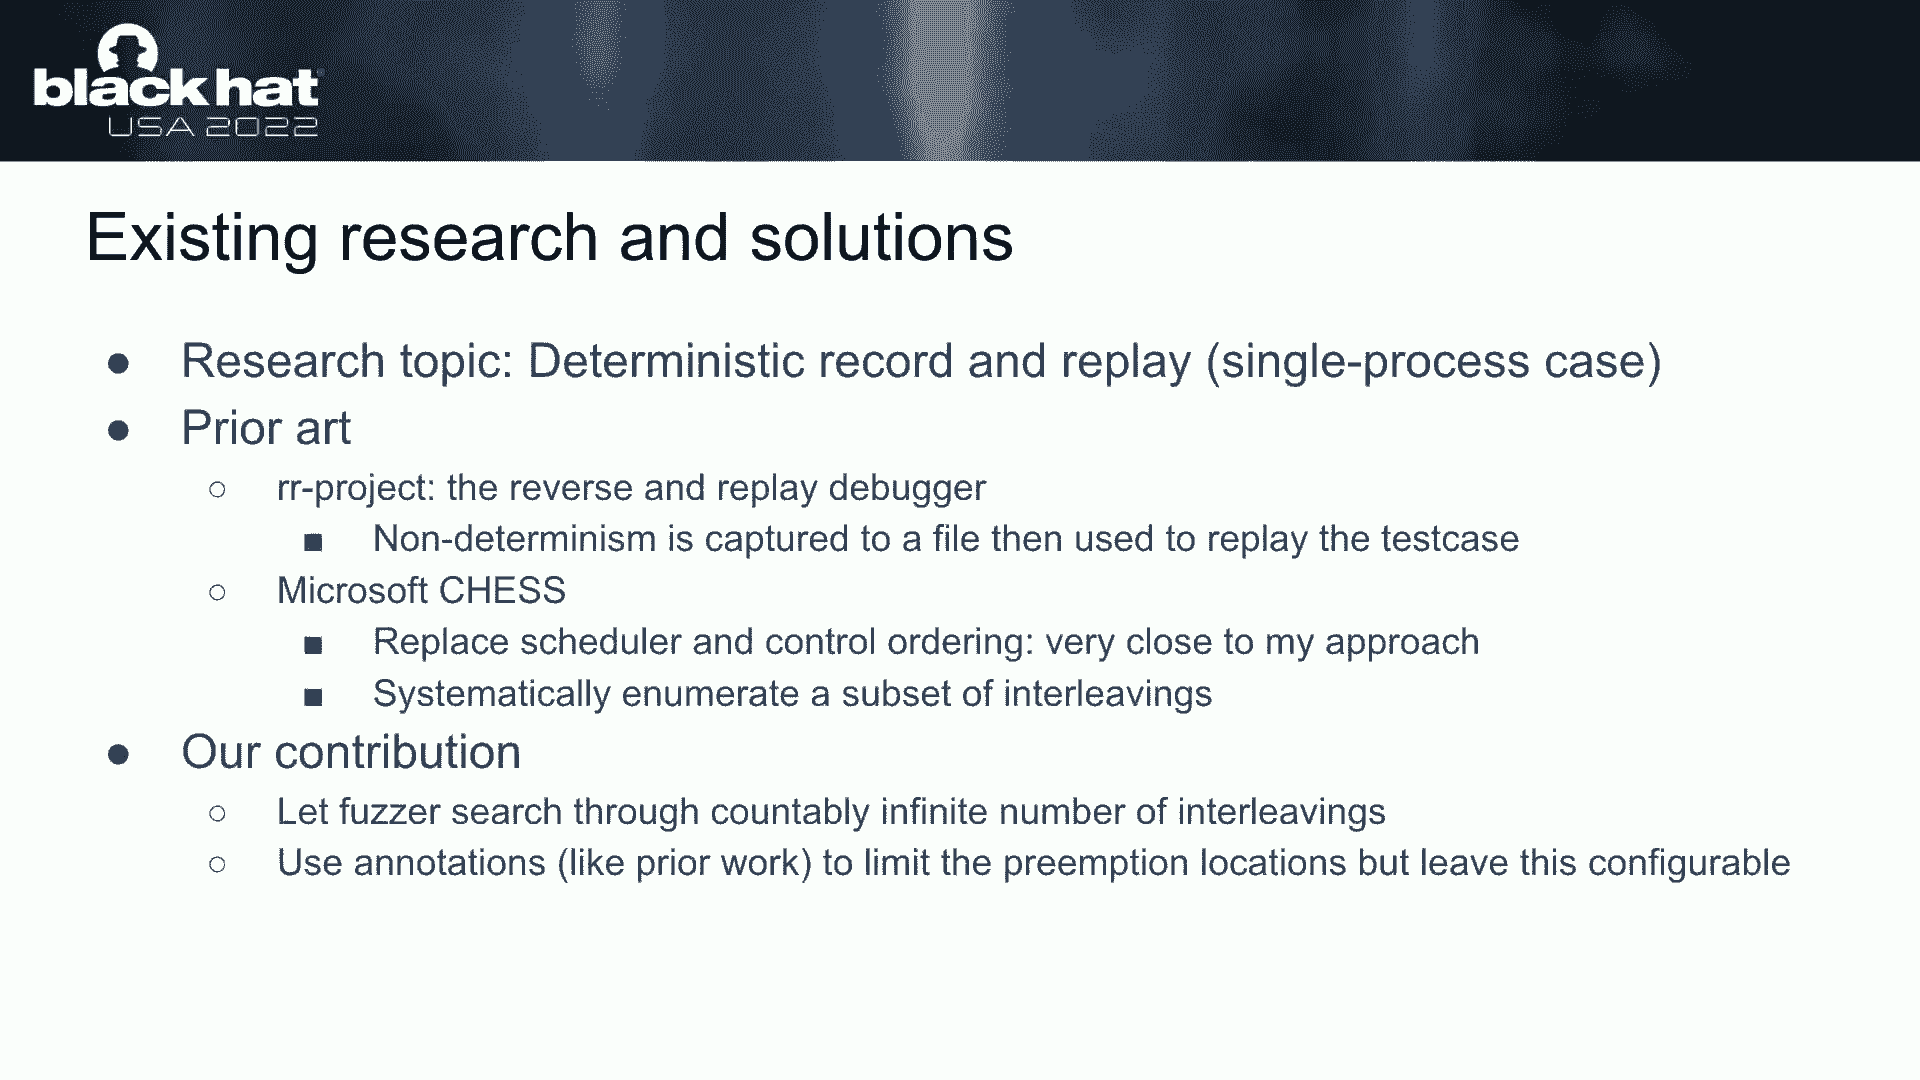 black hat
USA 2022
Existing research and solutions
● Research topic: Deterministic record and replay (single-process case)
● Prior art
○ rr-project: the reverse and replay debugger
■ Non-determinism is captured to a file then used to replay the testcase
○ Microsoft CHESS
■ Replace scheduler and control ordering: very close to my approach
■ Systematically enumerate a subset of interleavings
● Our contribution
○ Let fuzzer search through countably infinite number of interleavings
○ Use annotations (like prior work) to limit the preemption locations but leave this configurable